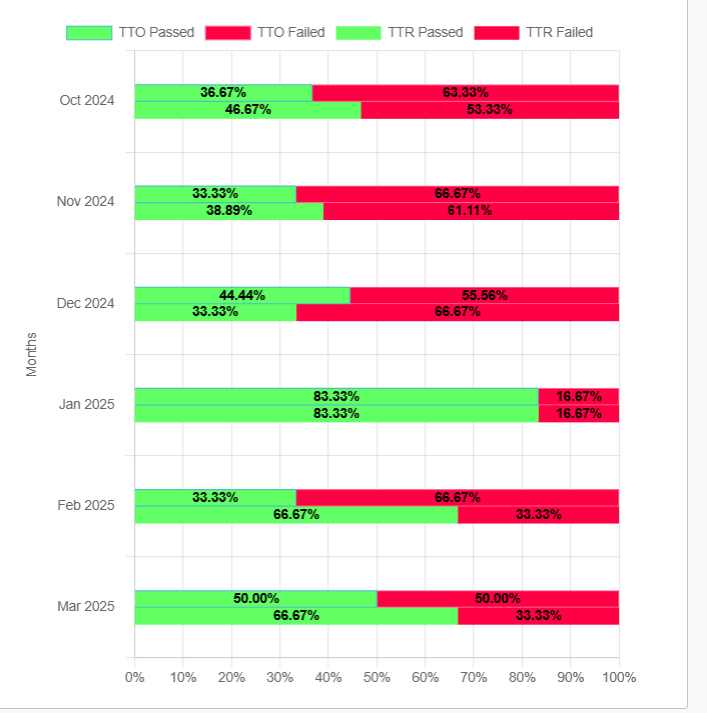 TTO Passed TTO Failed TTR Passed TTR Failed
Oct 2024
36.67% 63.33%
46.67% 53.33%
Nov 2024
33.33% 66.67%
38.89% 61.11%
Dec 2024
44.44% 55.56%
33.33% 66.67%
Months
Jan 2025
83.33% 16.67%
83.33% 16.67%
Feb 2025
33.33% 66.67%
66.67% 33.33%
Mar 2025
50.00% 50.00%
66.67% 33.33%
0% 10% 20% 30% 40% 50% 60% 70% 80% 90% 100%